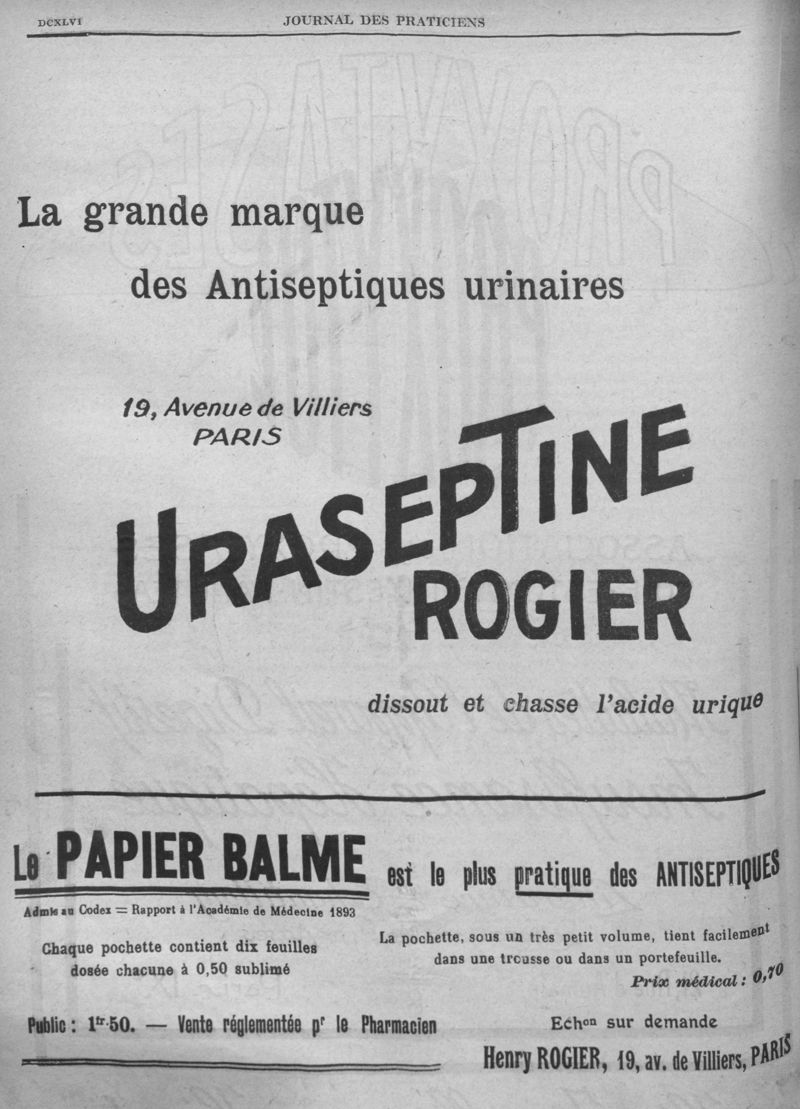 DCXLVI
JOURNAL DES PRATICIENS
La grande marque
des Antiseptiques urinaires
19, Avenue de Villiers
PARIS
URASEPTINE
ROGIER
dissout et chasse l'acide urique
Le PAPIER BALME est le plus pratique des ANTISEPTIQUES
Admis au Codex = Rapport à l'Académie de Médecine 1893
Chaque pochette contient dix feuilles
dosée chacune à 0,50 sublimé
La pochette, sous un très petit volume, tient facilement
dans une trousse ou dans un portefeuille.
Prix médical : 0,70
Public : 1fr.50. — Vente réglementée pr le Pharmacien
Echon sur demande
Henry ROGIER, 19, av. de Villiers, PARIS